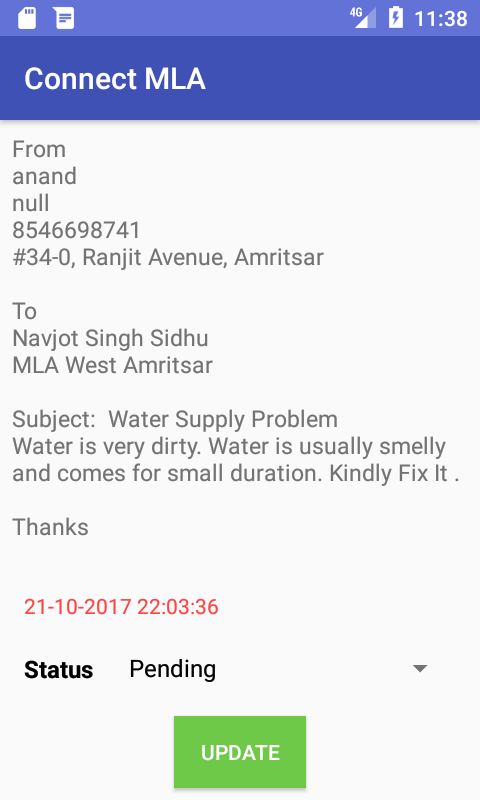 4G 11:38
Connect MLA
From
anand
null
8546698741
#34-0, Ranjit Avenue, Amritsar
To
Navjot Singh Sidhu
MLA West Amritsar
Subject:  Water Supply Problem
Water is very dirty. Water is usually smelly
and comes for small duration. Kindly Fix It .
Thanks
21-10-2017 22:03:36
Status Pending
UPDATE